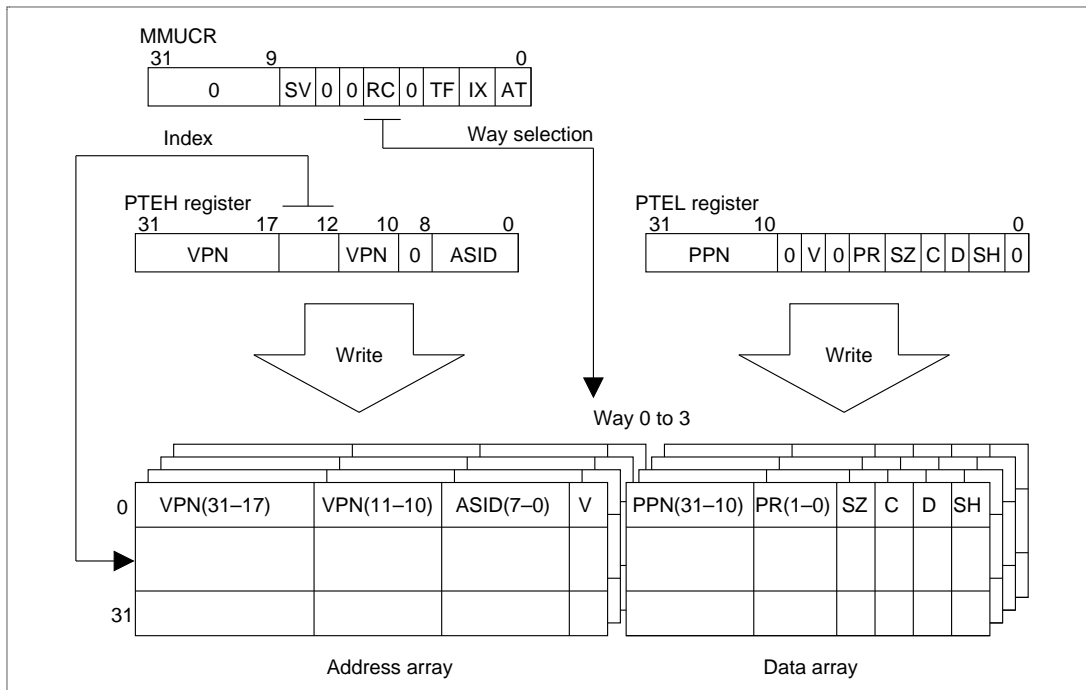 MMUCR
31 9 0
0 SV 0 0 RC 0 TF IX AT
Index
Way selection
PTEH register
31 17 12 10 8 0
VPN VPN 0 ASID
PTEL register
31 10 0
PPN 0 V 0 PR SZ C D SH 0
Write
Write
Way 0 to 3
0 VPN(31–17) VPN(11–10) ASID(7–0) V
PPN(31–10) PR(1–0) SZ C D SH
31
Address array
Data array